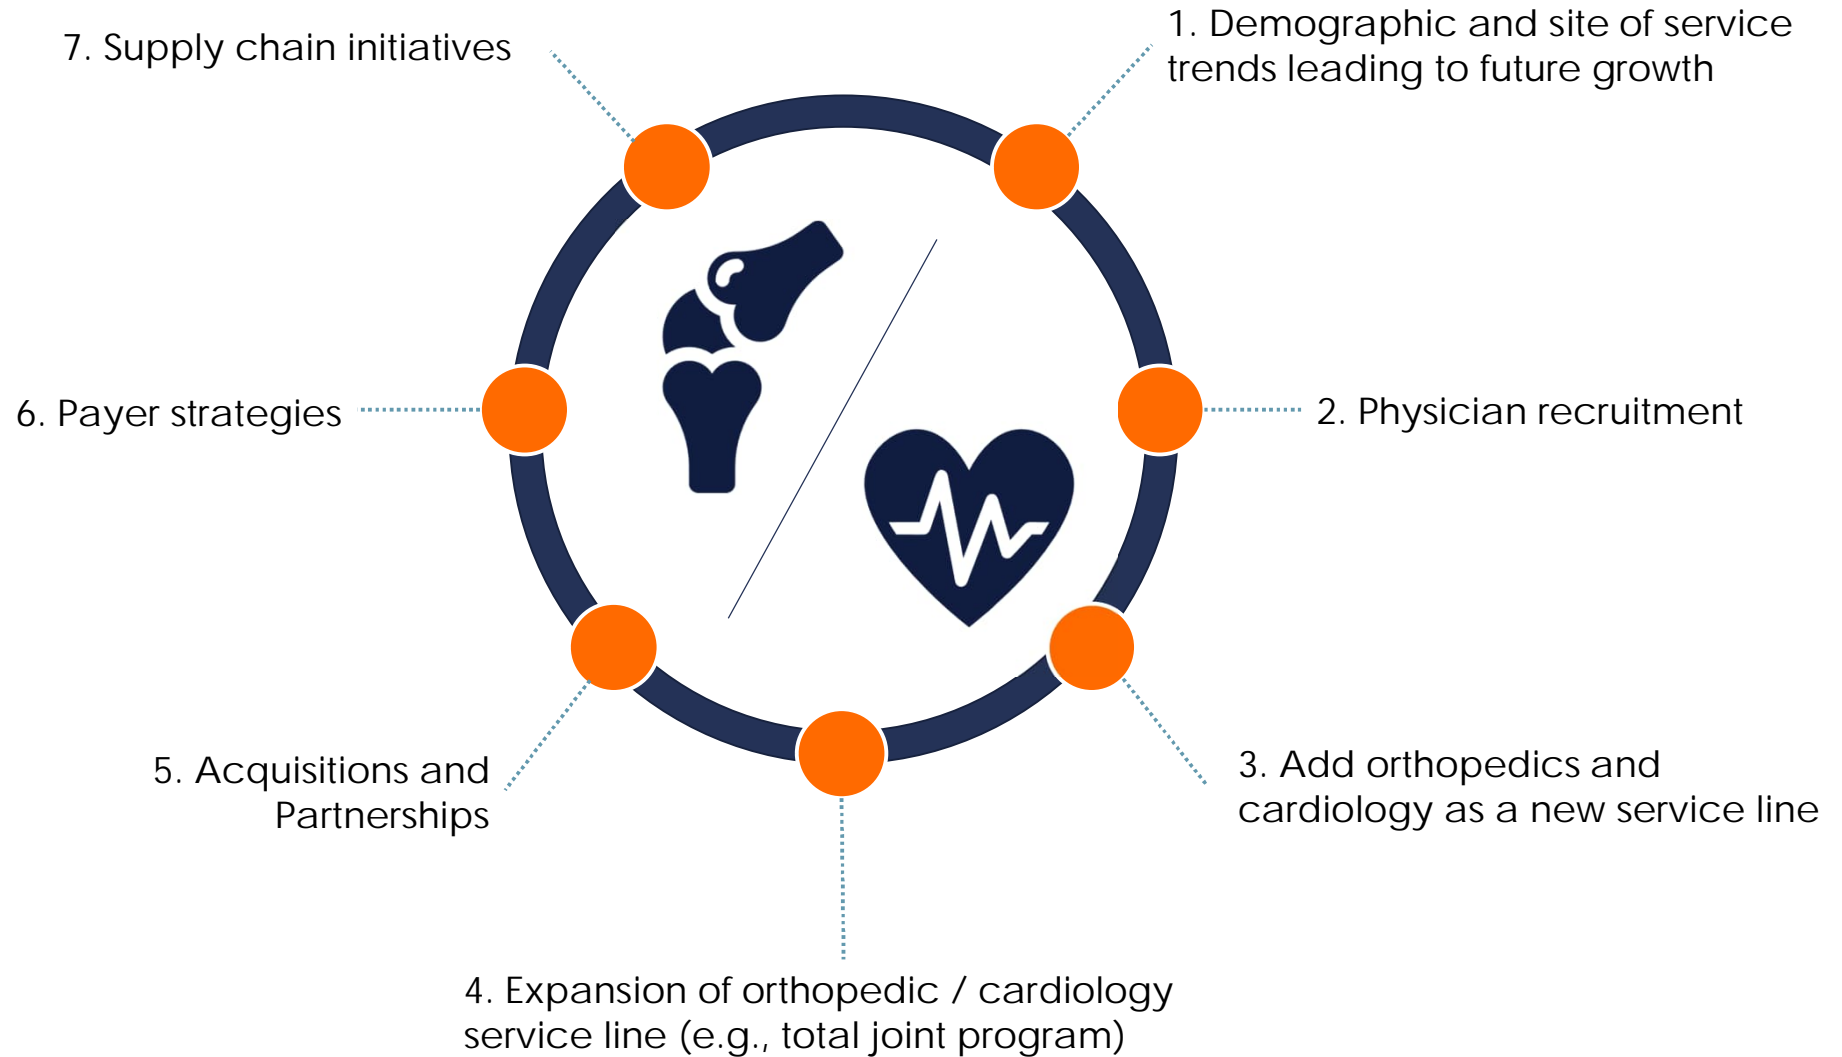 1. Demographic and site of service
trends leading to future growth
2. Physician recruitment
3. Add orthopedics and
cardiology as a new service line
4. Expansion of orthopedic / cardiology
service line (e.g., total joint program)
5. Acquisitions and
Partnerships
6. Payer strategies
7. Supply chain initiatives